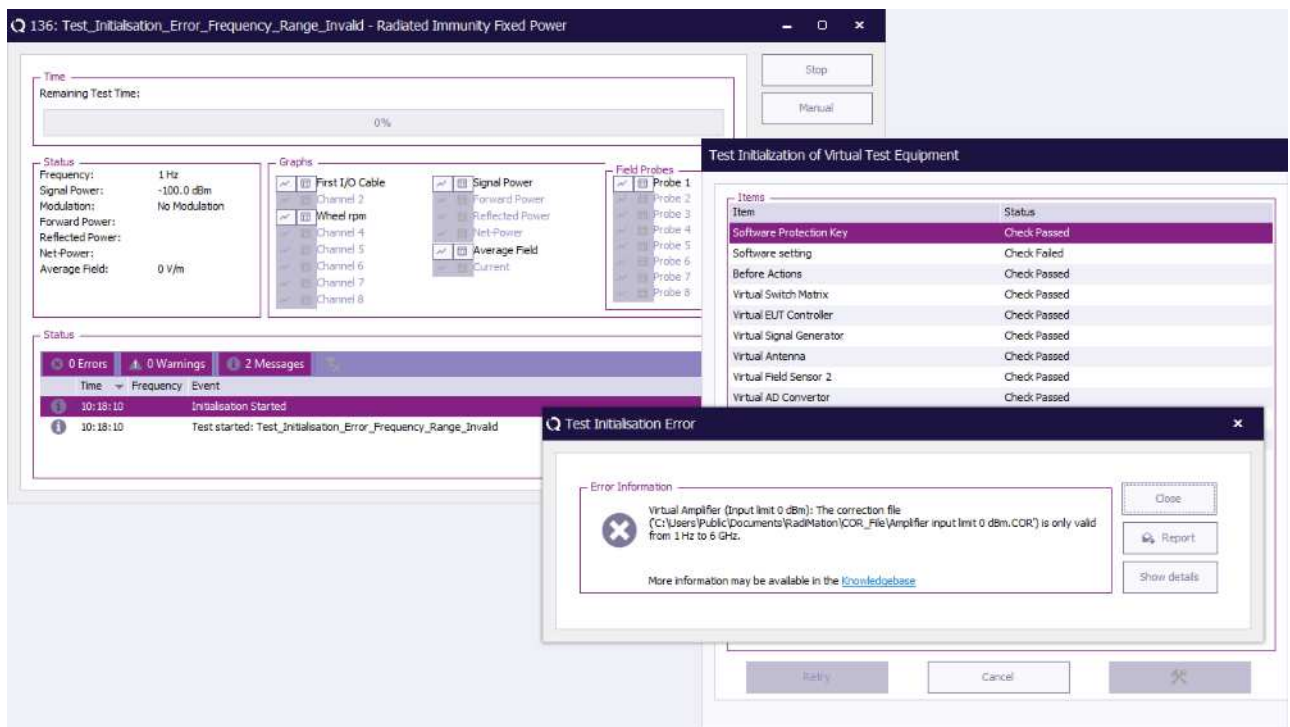 136: Test_Initialisation_Error_Frequency_Range_Invalid - Radiated Immunity Fixed Power
Stop
Manual
Time
Remaining Test Time:
0%
Status
Frequency: 1 Hz
Signal Power: -100.0 dBm
Modulation: No Modulation
Forward Power:
Reflected Power:
Net-Power:
Average Field: 0 V/m
Graphs
First I/O Cable
Channel 2
Wheel rpm
Channel 4
Channel 5
Channel 6
Channel 7
Channel 8
Signal Power
Forward Power
Reflected Power
Net-Power
Average Field
Current
Field Probes
Probe 1
Probe 2
Probe 3
Probe 4
Probe 5
Probe 6
Probe 7
Probe 8
Status
0 Errors 0 Warnings 2 Messages
Time Frequency Event
10:18:10 Initialisation Started
10:18:10 Test started: Test_Initialisation_Error_Frequency_Range_Invalid
Test Initialization of Virtual Test Equipment
Items
Item Status
Software Protection Key Check Passed
Software setting Check Failed
Before Actions Check Passed
Virtual Switch Matrix Check Passed
Virtual EUT Controller Check Passed
Virtual Signal Generator Check Passed
Virtual Antenna Check Passed
Virtual Field Sensor 2 Check Passed
Virtual AD Convertor Check Passed
Test Initialisation Error
Error Information
Virtual Amplifier (Input limit 0 dBm): The correction file
('C:\Users\Public\Documents\RadiMation\COR_File\Amplifier input limit 0 dBm.COR') is only valid
from 1 Hz to 6 GHz.
More information may be available in the Knowledgebase
Close
Report
Show details
Retry
Cancel